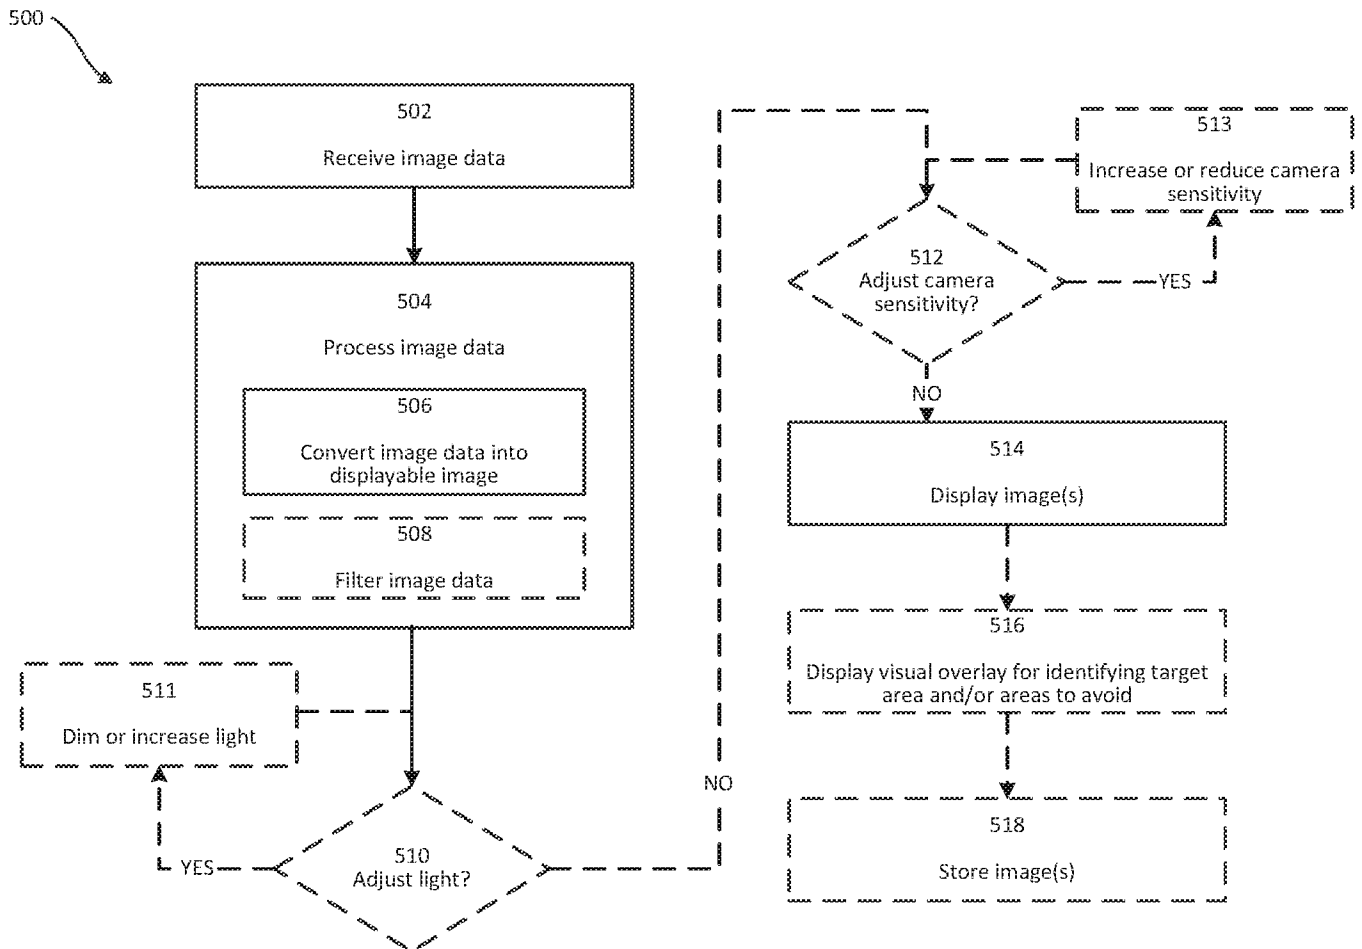 500
502
Receive image data
504
Process image data
506
Convert image data into
displayable image
508
Filter image data
511
Dim or increase light
YES
510
Adjust light?
NO
513
Increase or reduce camera
sensitivity
512
Adjust camera
sensitivity?
YES
NO
514
Display image(s)
516
Display visual overlay for identifying target
area and/or areas to avoid
518
Store image(s)